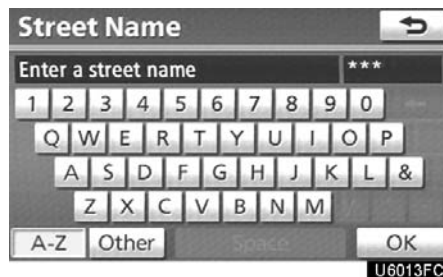 Street Name
Enter a street name ***
1 2 3 4 5 6 7 8 9 0
Q W E R T Y U I O P
A S D F G H J K L &
Z X C V B N M
A-Z Other Space OK
U6013FC